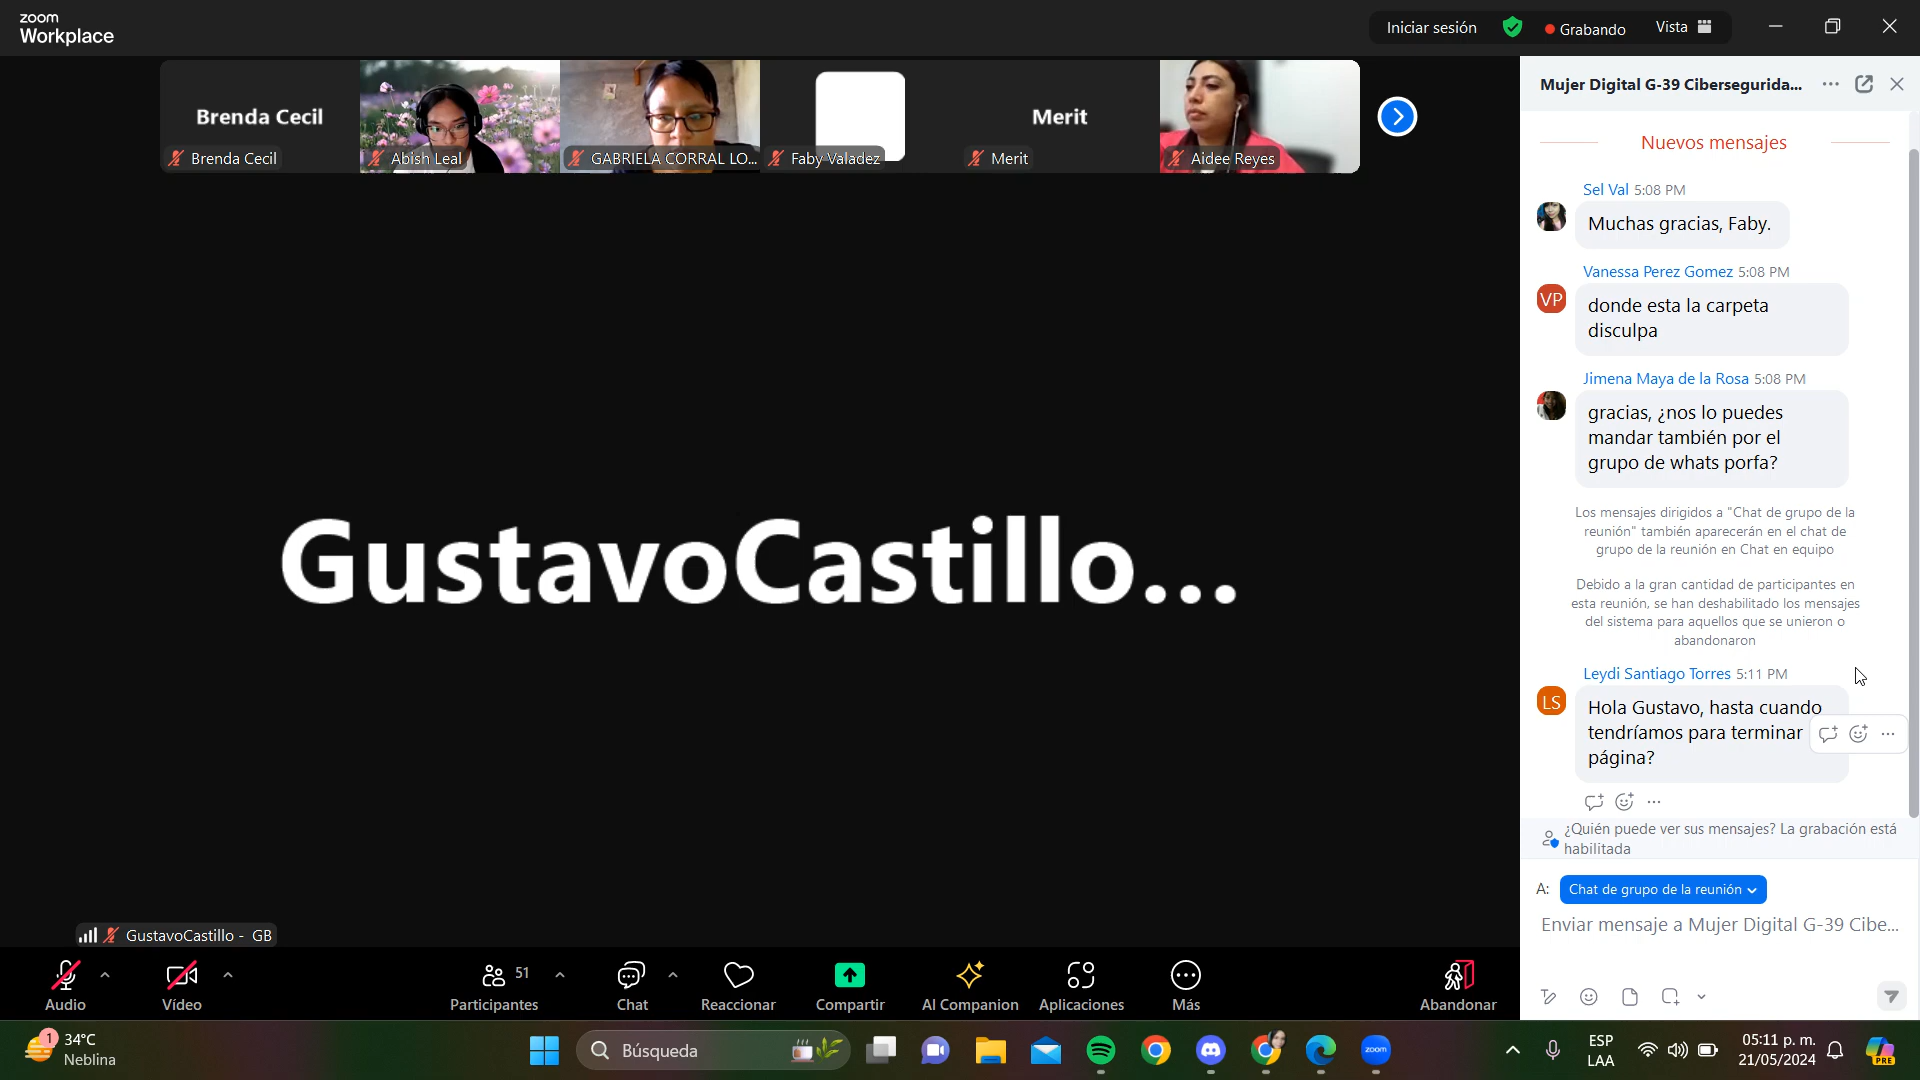 zoom
Workplace
Iniciar sesión
Grabando
Vista
Brenda Cecil
Brenda Cecil
Abish Leal
GABRIELA CORRAL LO...
Faby Valadez
Merit
Merit
Aidee Reyes
GustavoCastillo...
GustavoCastillo - GB
Mujer Digital G-39 Cibersegurida...
Nuevos mensajes
Sel Val 5:08 PM
Muchas gracias, Faby.
Vanessa Perez Gomez 5:08 PM
VP
donde esta la carpeta
disculpa
Jimena Maya de la Rosa 5:08 PM
gracias, ¿nos lo puedes
mandar también por el
grupo de whats porfa?
Los mensajes dirigidos a "Chat de grupo de la
reunión" también aparecerán en el chat de
grupo de la reunión en Chat en equipo
Debido a la gran cantidad de participantes en
esta reunión, se han deshabilitado los mensajes
del sistema para aquellos que se unieron o
abandonaron
Leydi Santiago Torres 5:11 PM
LS
Hola Gustavo, hasta cuando
tendríamos para terminar
página?
¿Quién puede ver sus mensajes? La grabación está
habilitada
A: Chat de grupo de la reunión
Enviar mensaje a Mujer Digital G-39 Cibe...
Audio
Vídeo
51
Participantes
Chat
Reaccionar
Compartir
AI Companion
Aplicaciones
Más
Abandonar
1
34°C
Neblina
Búsqueda
zoom
ESP
LAA
05:11 p. m.
21/05/2024
PRE